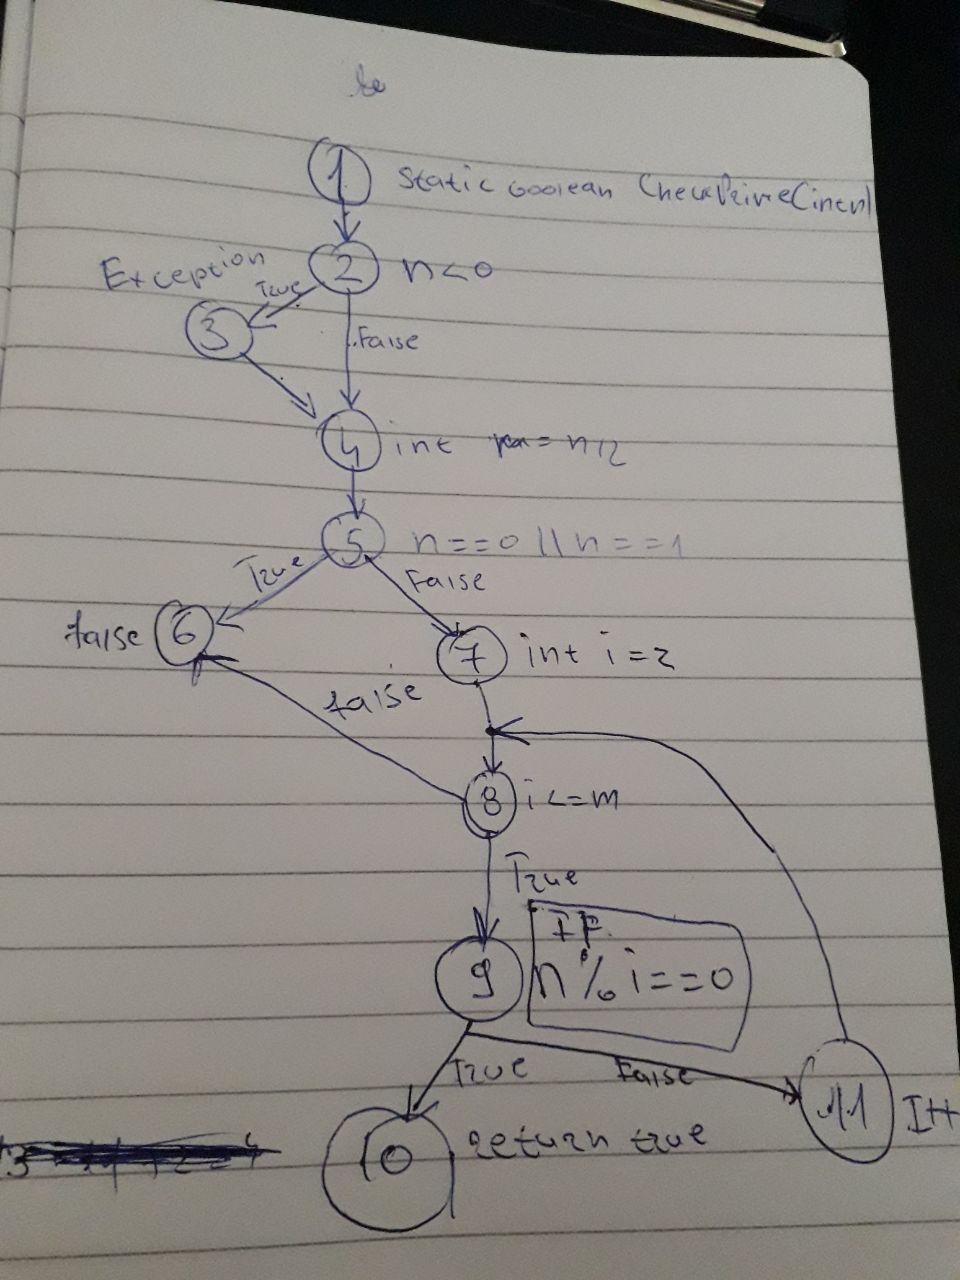 1 Static boolean CheckPrime(int n)
2 n<0
Exception
True
3
False
4 int m = n/2
5 n==0 || n==1
True
False
false 6
7 int i=2
false
8 i<=m
True
IF
9 n%i==0
True
False
11 I++
10 return true